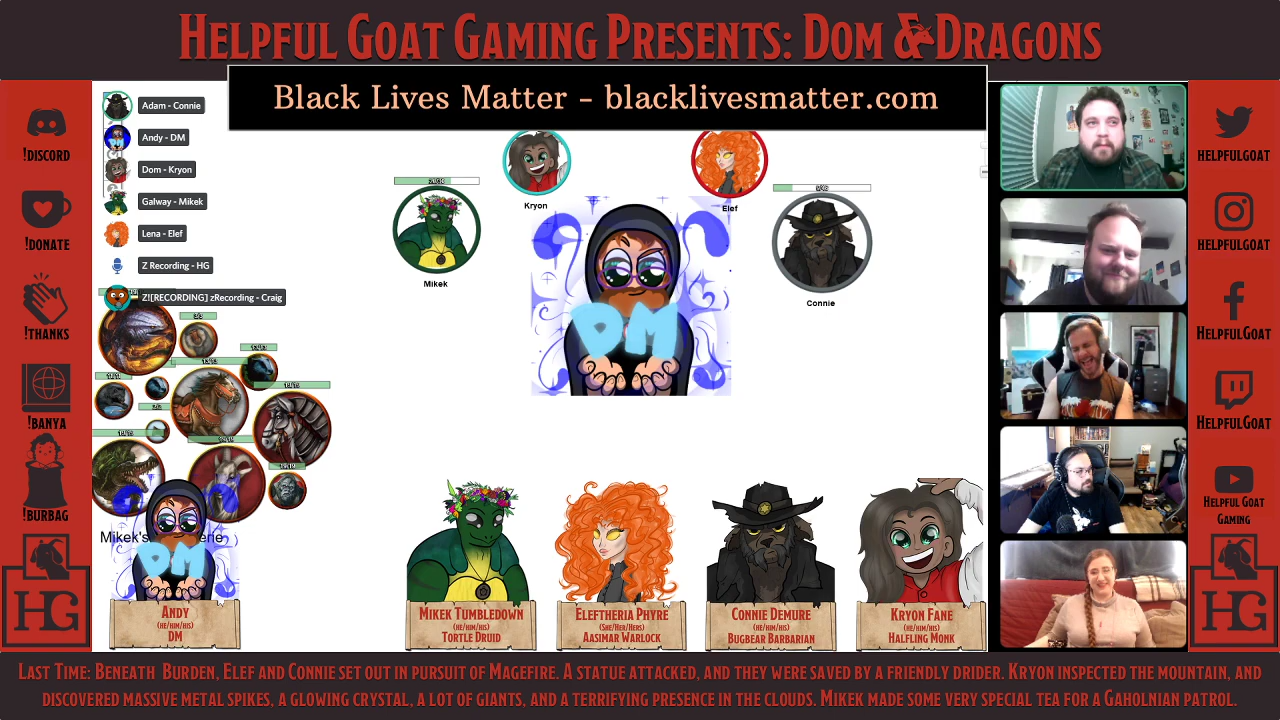 HELPFUL GOAT GAMING PRESENTS: DOM & DRAGONS
Black Lives Matter - blacklivesmatter.com
!DISCORD
!DONATE
!THANKS
!BANYA
!BURBAG
HG
Adam - Connie
Andy - DM
Dom - Kryon
Galway - Mikek
Lena - Elef
Z Recording - HG
Z![RECORDING] zRecording - Craig
Mikek
Kryon
Elef
Connie
DM
Mikek's
DM
ANDY
(HE/HIM/HIS)
DM
MIKEK TUMBLEDOWN
(HE/HIM/HIS)
TORTLE DRUID
ELEFTHERIA PHYRE
(SHE/HER/HERS)
AASIMAR WARLOCK
CONNIE DEMURE
(HE/HIM/HIS)
BUGBEAR BARBARIAN
KRYON FANE
(HE/HIM/HIS)
HALFLING MONK
HELPFULGOAT
HELPFULGOAT
HELPFULGOAT
HELPFULGOAT
HELPFUL GOAT
GAMING
HG
LAST TIME: BENEATH BURDEN, ELEF AND CONNIE SET OUT IN PURSUIT OF MAGEFIRE. A STATUE ATTACKED, AND THEY WERE SAVED BY A FRIENDLY DRIDER. KRYON INSPECTED THE MOUNTAIN, AND
DISCOVERED MASSIVE METAL SPIKES, A GLOWING CRYSTAL, A LOT OF GIANTS, AND A TERRIFYING PRESENCE IN THE CLOUDS. MIKEK MADE SOME VERY SPECIAL TEA FOR A GAHOLNIAN PATROL.